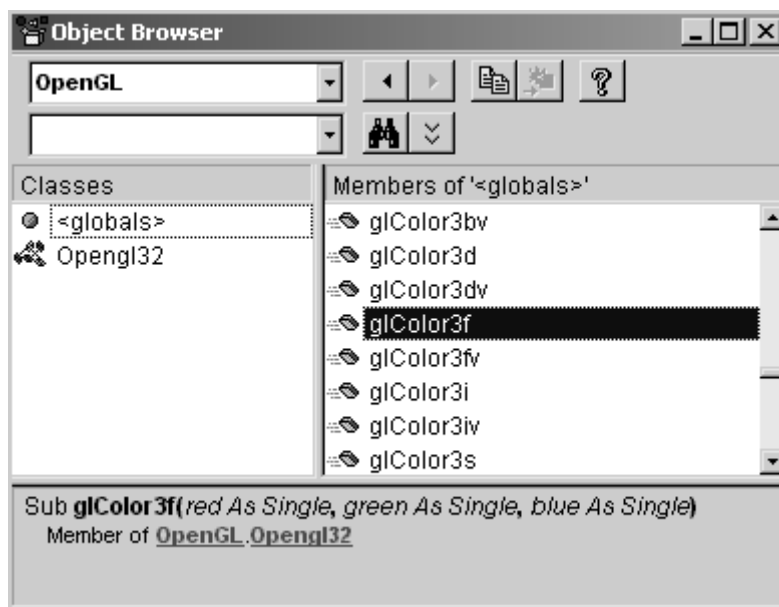 Object Browser
OpenGL
Classes
Members of '<globals>'
<globals>
Opengl32
glColor3bv
glColor3d
glColor3dv
glColor3f
glColor3fv
glColor3i
glColor3iv
glColor3s
Sub glColor3f(red As Single, green As Single, blue As Single)
Member of OpenGL.Opengl32